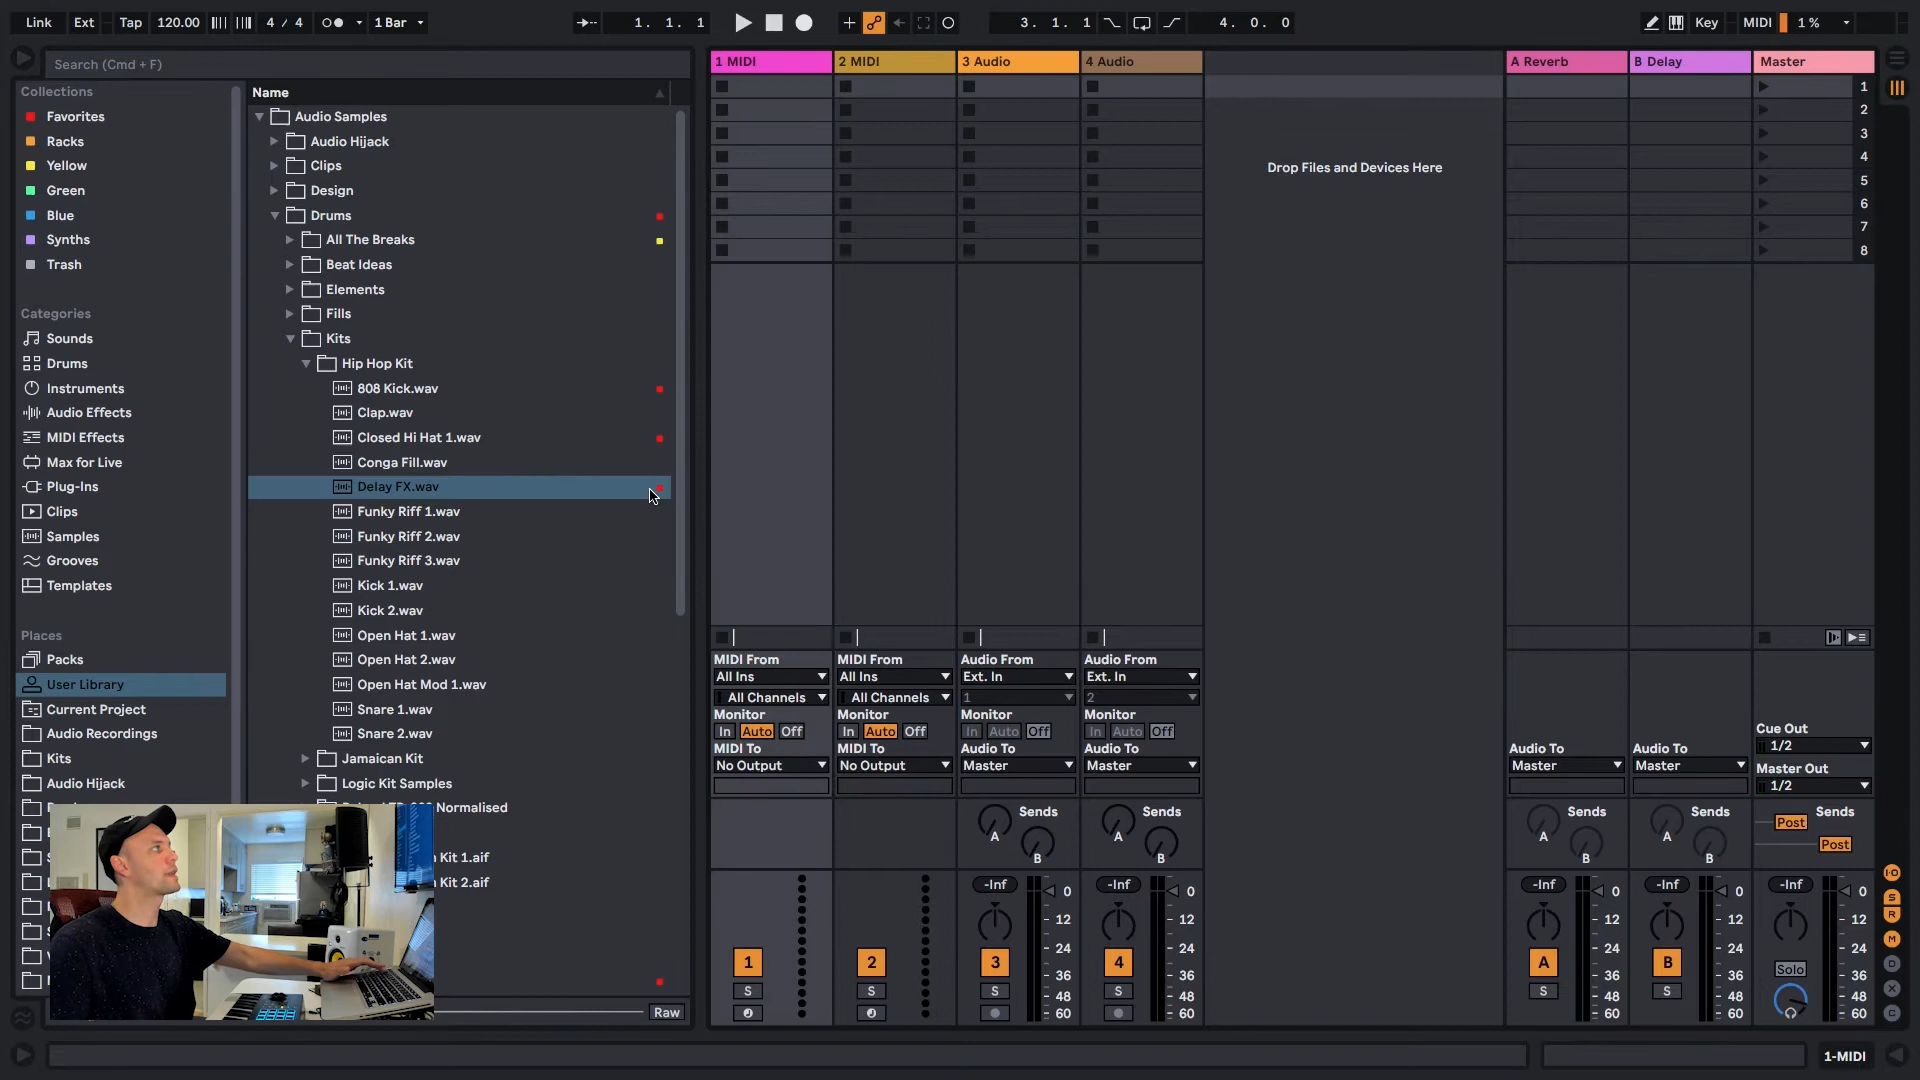 Link Ext Tap 120.00 4 / 4 1 Bar 1. 1. 1 3. 1. 1 4. 0. 0 Key MIDI 1 %
Search (Cmd + F)
Collections
Favorites
Racks
Yellow
Green
Blue
Synths
Trash
Categories
Sounds
Drums
Instruments
Audio Effects
MIDI Effects
Max for Live
Plug-Ins
Clips
Samples
Grooves
Templates
Places
Packs
User Library
Current Project
Audio Recordings
Kits
Audio Hijack
Name
Audio Samples
Audio Hijack
Clips
Design
Drums
All The Breaks
Beat Ideas
Elements
Fills
Kits
Hip Hop Kit
808 Kick.wav
Clap.wav
Closed Hi Hat 1.wav
Conga Fill.wav
Delay FX.wav
Funky Riff 1.wav
Funky Riff 2.wav
Funky Riff 3.wav
Kick 1.wav
Kick 2.wav
Open Hat 1.wav
Open Hat 2.wav
Open Hat Mod 1.wav
Snare 1.wav
Snare 2.wav
Jamaican Kit
Logic Kit Samples
Normalised
Kit 1.aif
Kit 2.aif
Raw
1 MIDI 2 MIDI 3 Audio 4 Audio A Reverb B Delay Master
1
2
3
4
5
6
7
8
Drop Files and Devices Here
MIDI From MIDI From Audio From Audio From
All Ins All Ins Ext. In Ext. In
All Channels All Channels 1 2
Monitor Monitor Monitor Monitor
In Auto Off In Auto Off In Auto Off In Auto Off
MIDI To MIDI To Audio To Audio To Audio To Audio To
No Output No Output Master Master Master Master
Cue Out
1/2
Master Out
1/2
Sends Sends Sends Sends Sends
A A A A Post
B B B B Post
-Inf -Inf -Inf -Inf -Inf
0 0 0 0 0
12 12 12 12 12
24 24 24 24 24
1 2 3 4 A B Solo
36 36 36 36 36
S S S S S S
48 48 48 48 48
60 60 60 60 60
I·O
S
R
M
D
X
C
1-MIDI